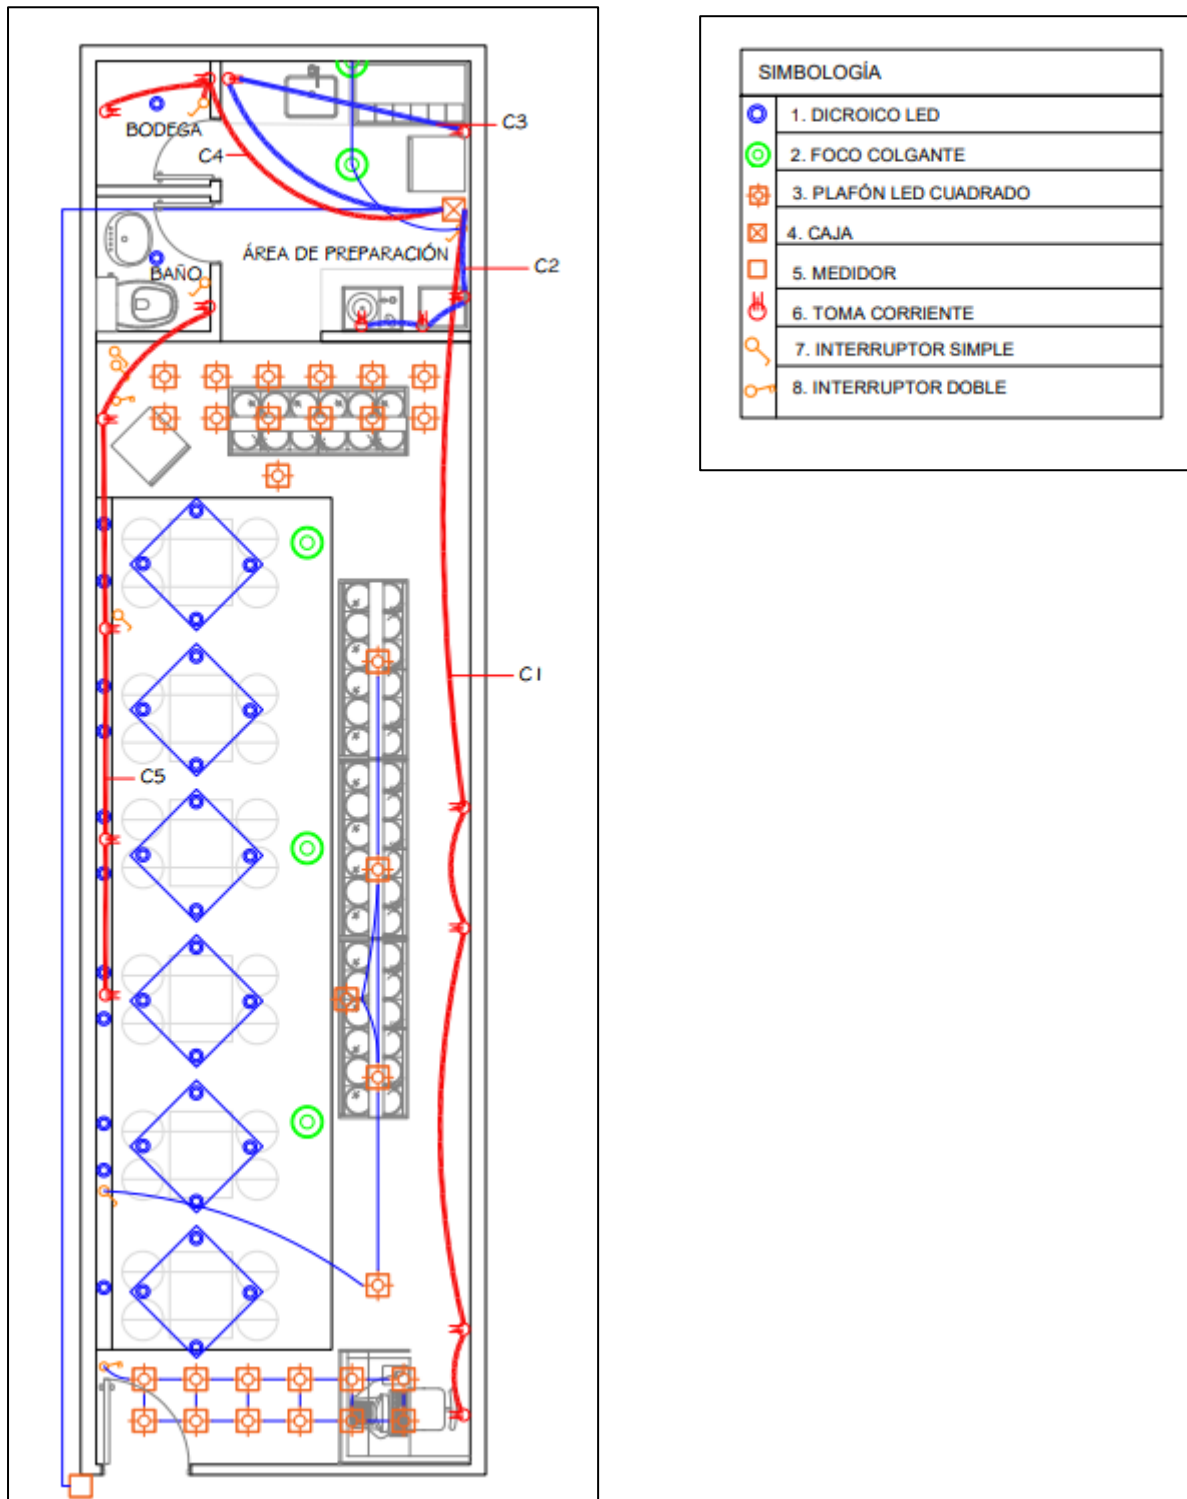 BODEGA
C4
C3
ÁREA DE PREPARACIÓN
C2
BAÑO
C1
C5
SIMBOLOGÍA
1. DICROICO LED
2. FOCO COLGANTE
3. PLAFÓN LED CUADRADO
4. CAJA
5. MEDIDOR
6. TOMA CORRIENTE
7. INTERRUPTOR SIMPLE
8. INTERRUPTOR DOBLE